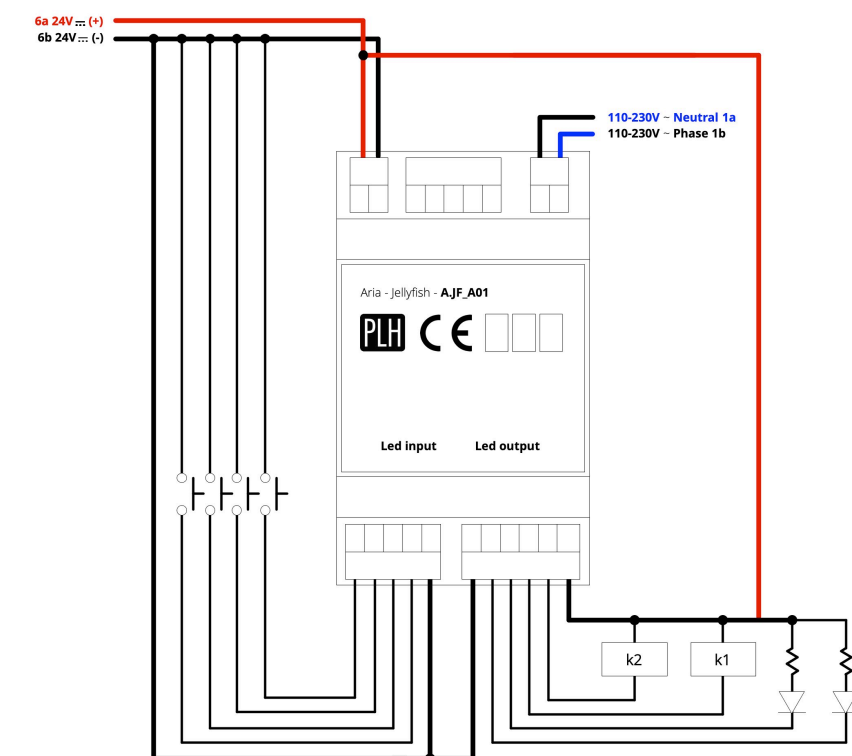 6a 24V ⎓ (+)
6b 24V ⎓ (-)
110-230V ~ Neutral 1a
110-230V ~ Phase 1b
Aria - Jellyfish - A.JF_A01
PLH CE
Led input Led output
k2 k1